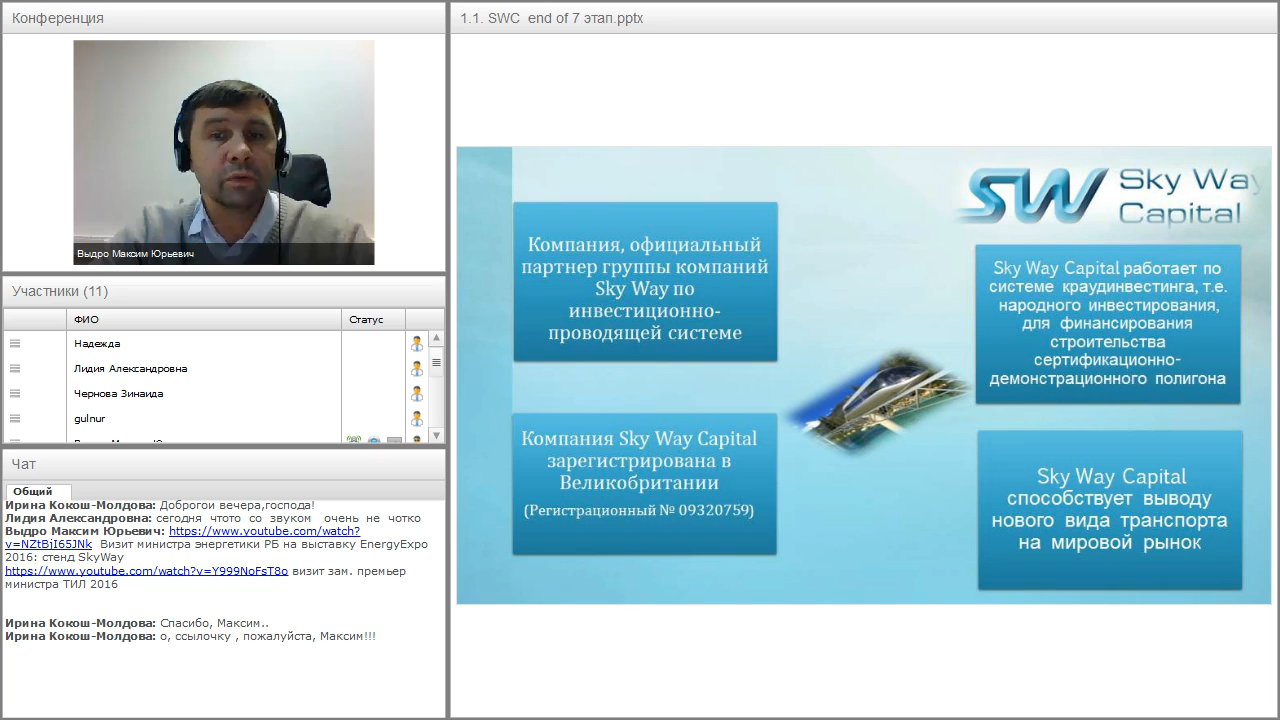 Конференция
Выдро Максим Юрьевич
Участники (11)
ФИО
Статус
Надежда
Лидия Александровна
Чернова Зинаида
gulnur
Чат
Общий
Ирина Кокош-Молдова: Доброгой вечера,господа!
Лидия Александровна: сегодня чтото со звуком очень не чотко
Выдро Максим Юрьевич: https://www.youtube.com/watch?
v=NZtBjI65JNk Визит министра энергетики РБ на выставку EnergyExpo
2016: стенд SkyWay
https://www.youtube.com/watch?v=Y999NoFsT8o визит зам. премьер
министра ТИЛ 2016
Ирина Кокош-Молдова: Спасибо, Максим..
Ирина Кокош-Молдова: о, ссылочку , пожалуйста, Максим!!!
1.1. SWC end of 7 этап.pptx
SW Sky Way
Capital
Компания, официальный
партнер группы компаний
Sky Way по
инвестиционно-
проводящей системе
Sky Way Capital работает по
системе краудинвестинга, т.е.
народного инвестирования,
для финансирования
строительства
сертификационно-
демонстрационного полигона
Компания Sky Way Capital
зарегистрирована в
Великобритании
(Регистрационный № 09320759)
Sky Way Capital
способствует выводу
нового вида транспорта
на мировой рынок